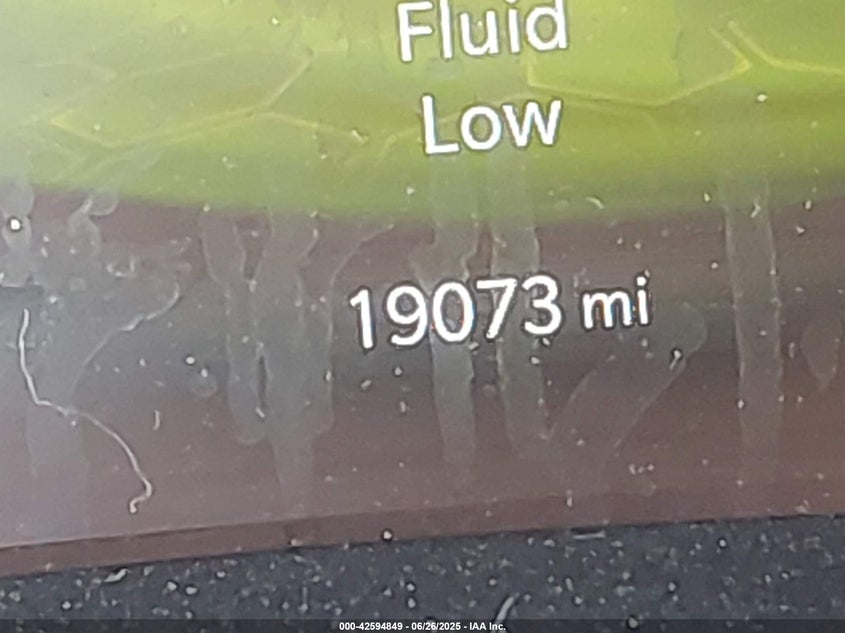 Fluid
Low
19073 mi
000-42594849 - 06/26/2025 - IAA Inc.